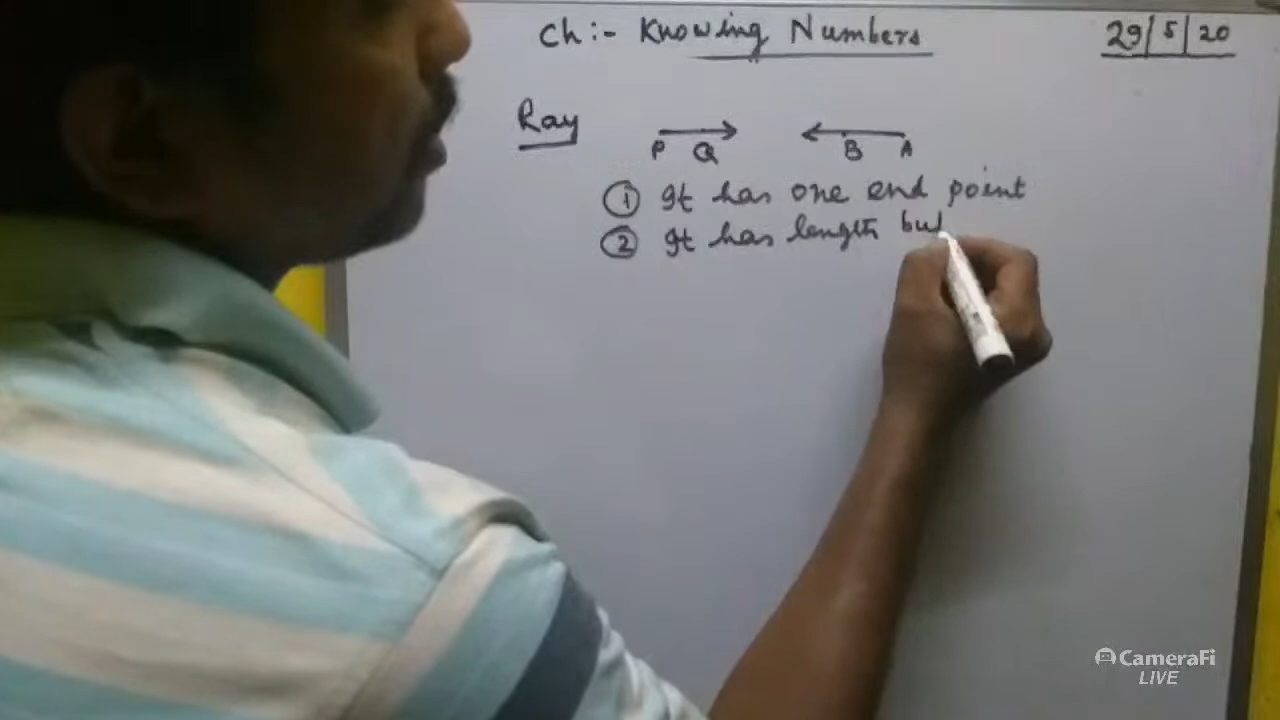 Ch:- Knowing Numbers
29/5/20
Ray
P Q
B A
① It has one end point
② It has length but
CameraFi
LIVE